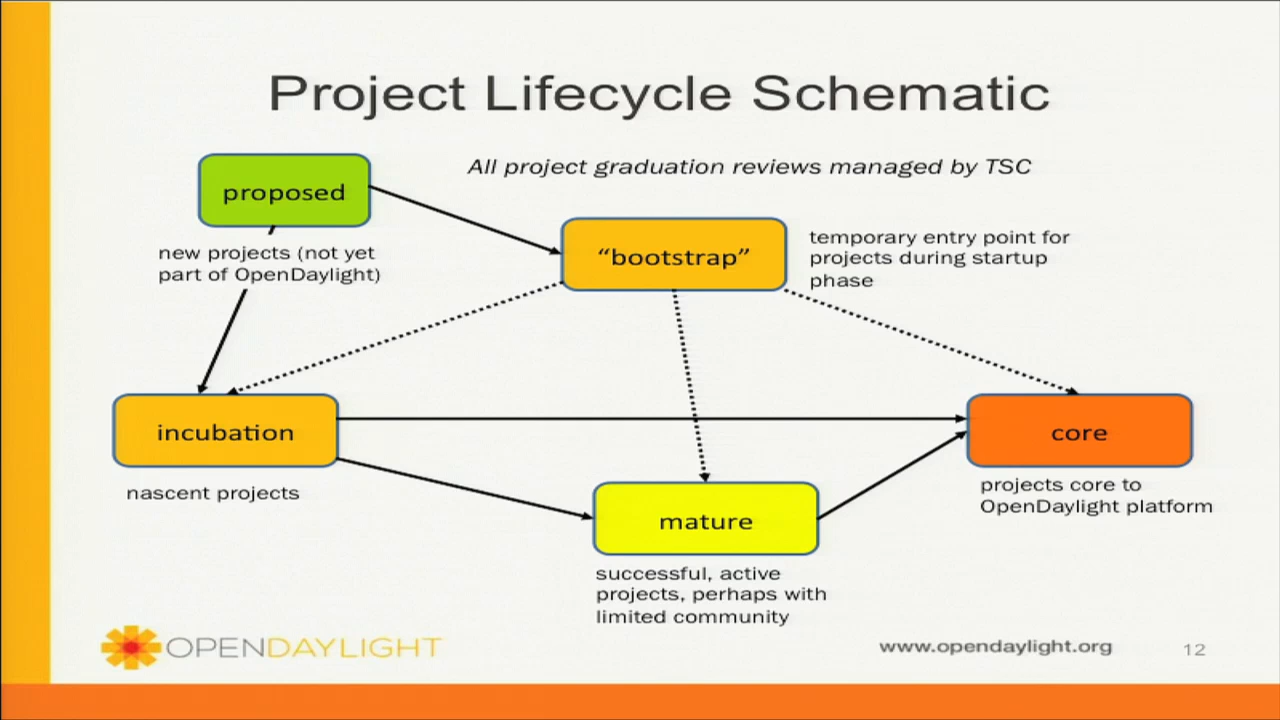 Project Lifecycle Schematic
All project graduation reviews managed by TSC
proposed
new projects (not yet
part of OpenDaylight)
“bootstrap”
temporary entry point for
projects during startup
phase
incubation
nascent projects
core
projects core to
OpenDaylight platform
mature
successful, active
projects, perhaps with
limited community
OPENDAYLIGHT
www.opendaylight.org
12